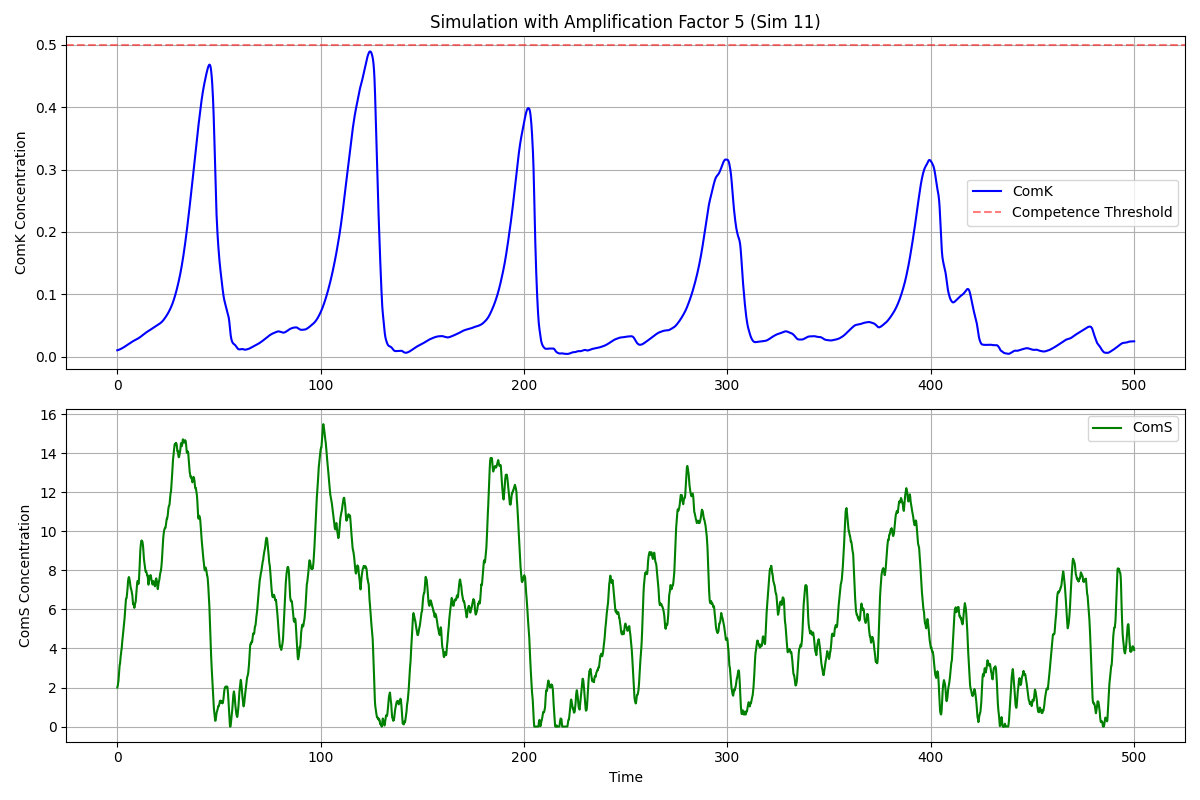 Simulation with Amplification Factor 5 (Sim 11)
ComK Concentration
0.5
0.4
0.3
0.2
0.1
0.0
ComK
Competence Threshold
0 100 200 300 400 500
ComS Concentration
16
14
12
10
8
6
4
2
0
ComS
0 100 200 300 400 500
Time